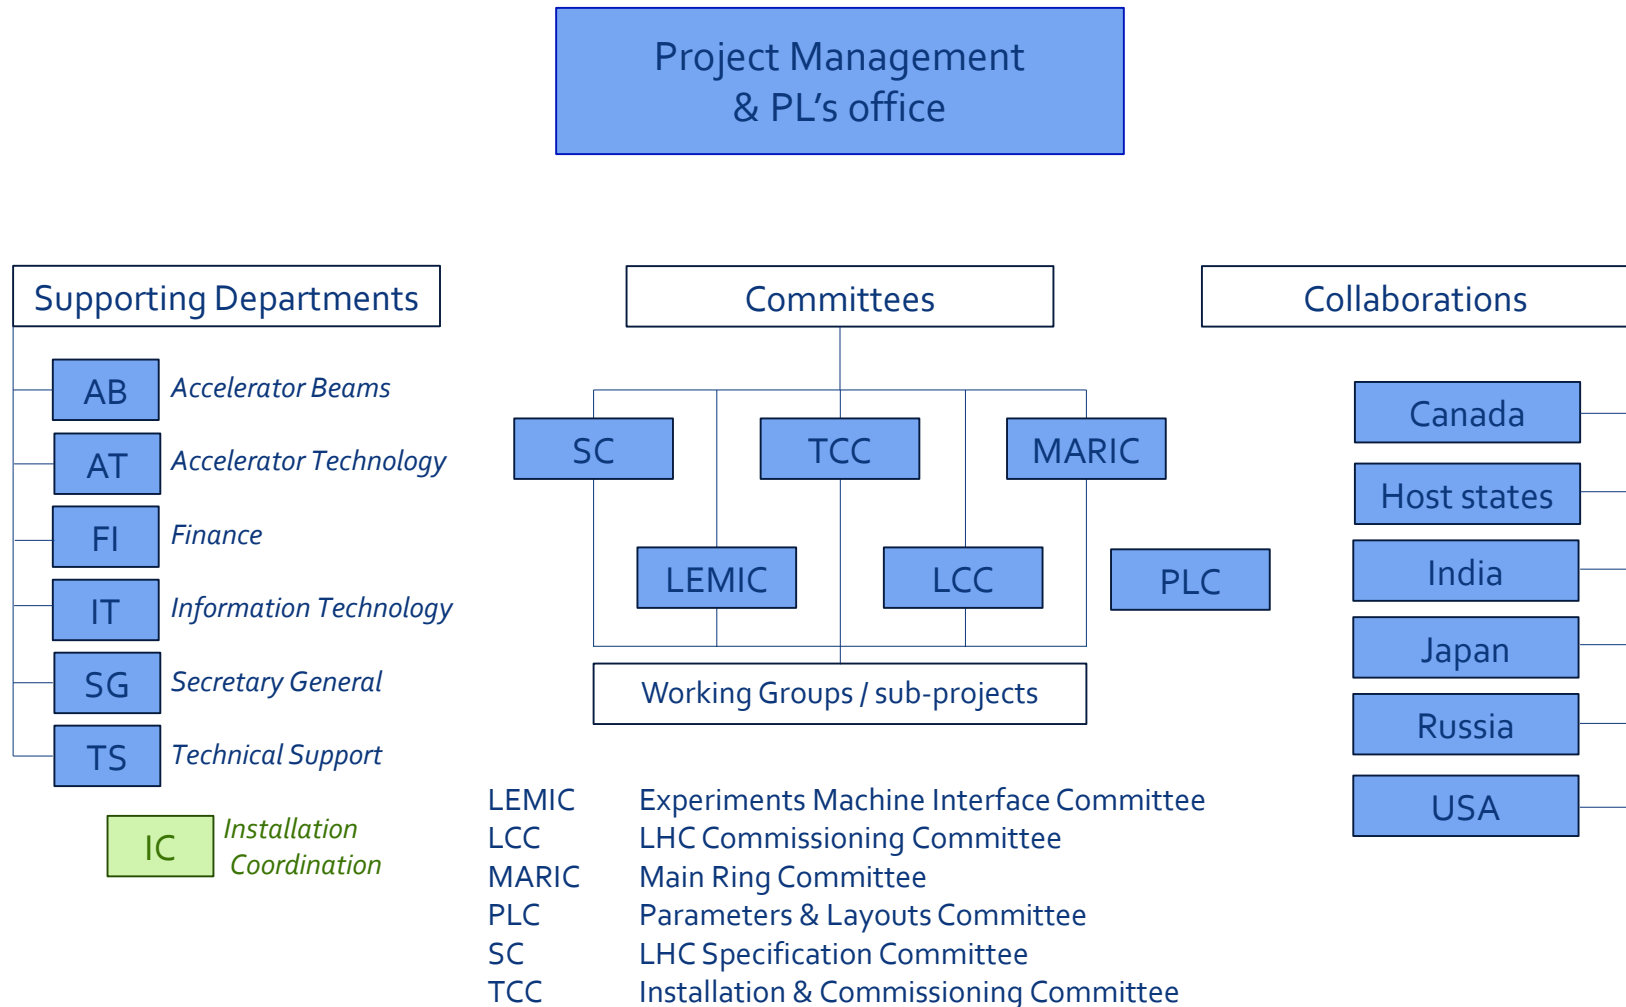 Project Management
& PL's office
Supporting Departments
Committees
Collaborations
AB Accelerator Beams
AT Accelerator Technology
FI Finance
IT Information Technology
SG Secretary General
TS Technical Support
IC Installation
Coordination
SC
TCC
MARIC
LEMIC
LCC
PLC
Working Groups / sub-projects
Canada
Host states
India
Japan
Russia
USA
LEMIC Experiments Machine Interface Committee
LCC LHC Commissioning Committee
MARIC Main Ring Committee
PLC Parameters & Layouts Committee
SC LHC Specification Committee
TCC Installation & Commissioning Committee